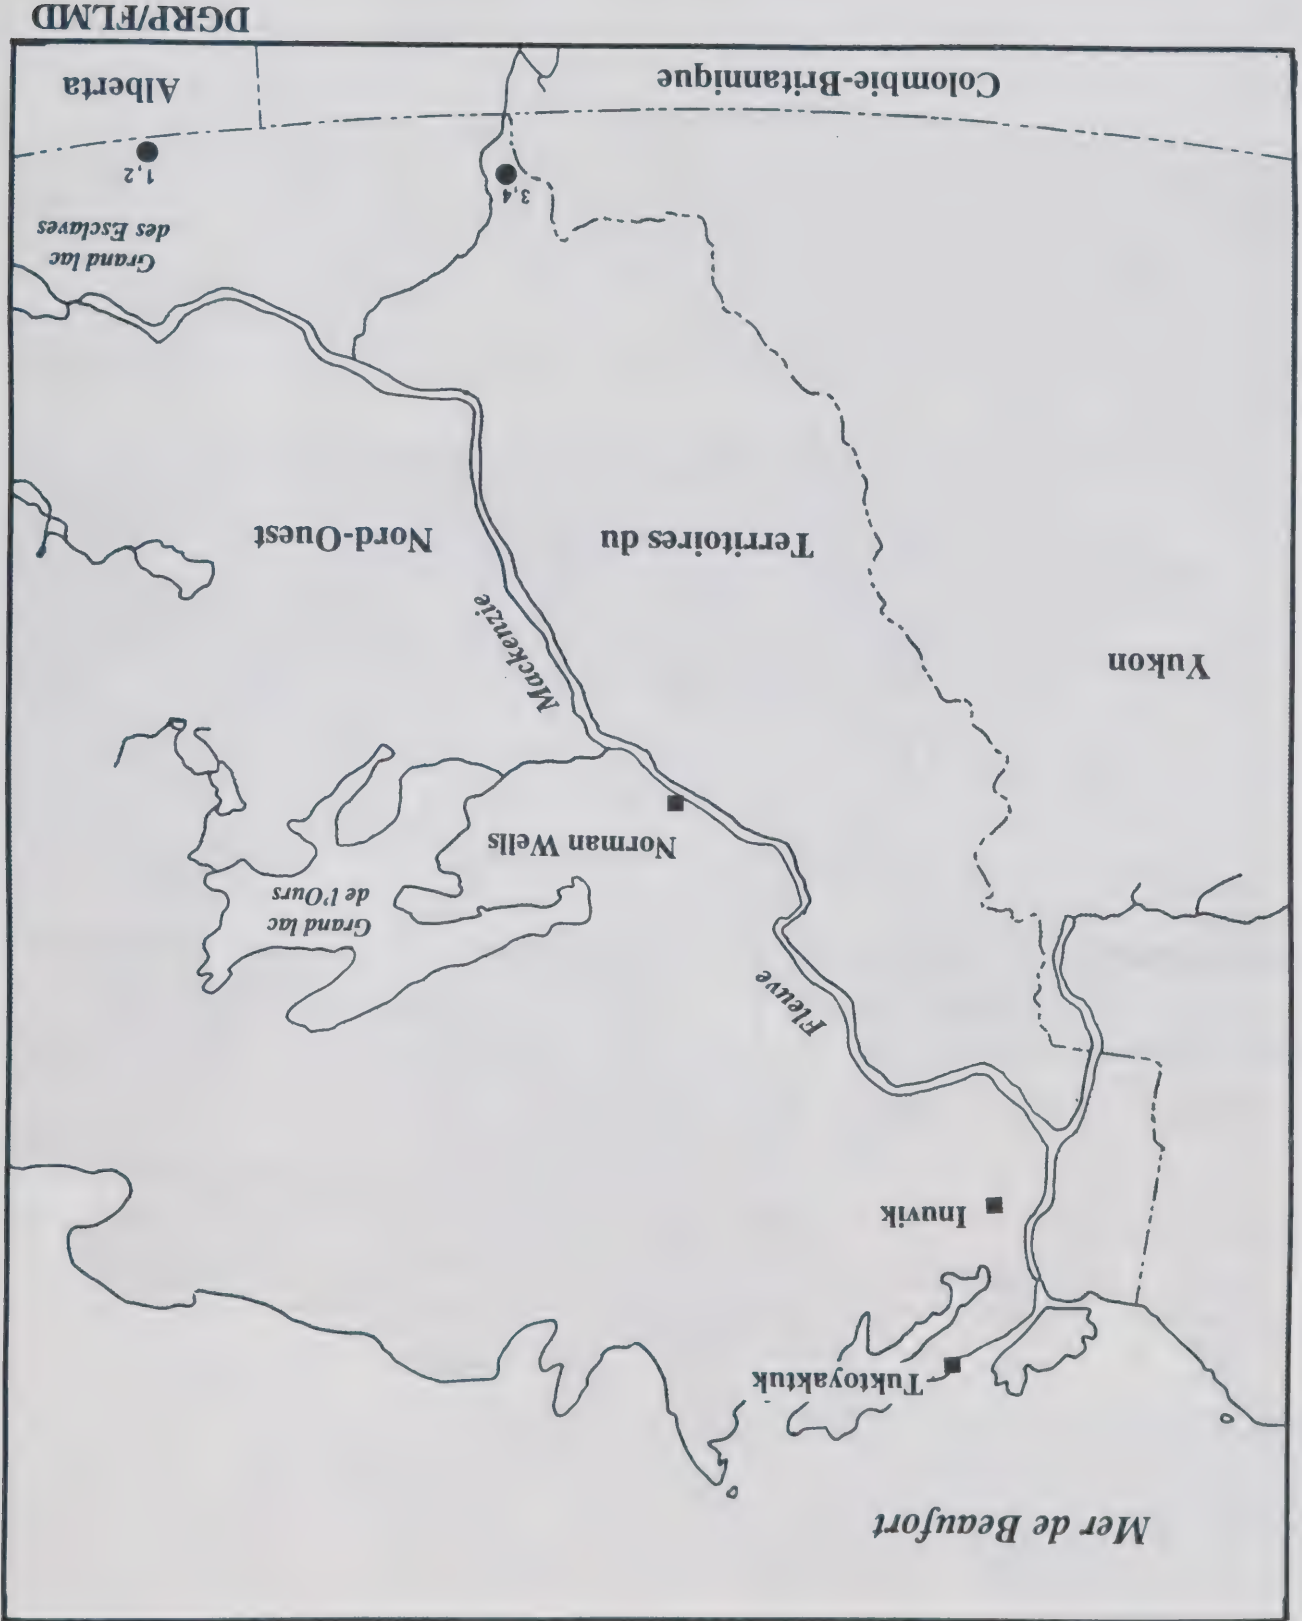 Mer de Beaufort
Tuktoyaktuk
Inuvik
Fleuve
Grand lac
de l'Ours
Norman Wells
Yukon
Mackenzie
Territoires du
Nord-Ouest
Grand lac
des Esclaves
3,4
1,2
Colombie-Britannique
Alberta
DGRP/FLMD